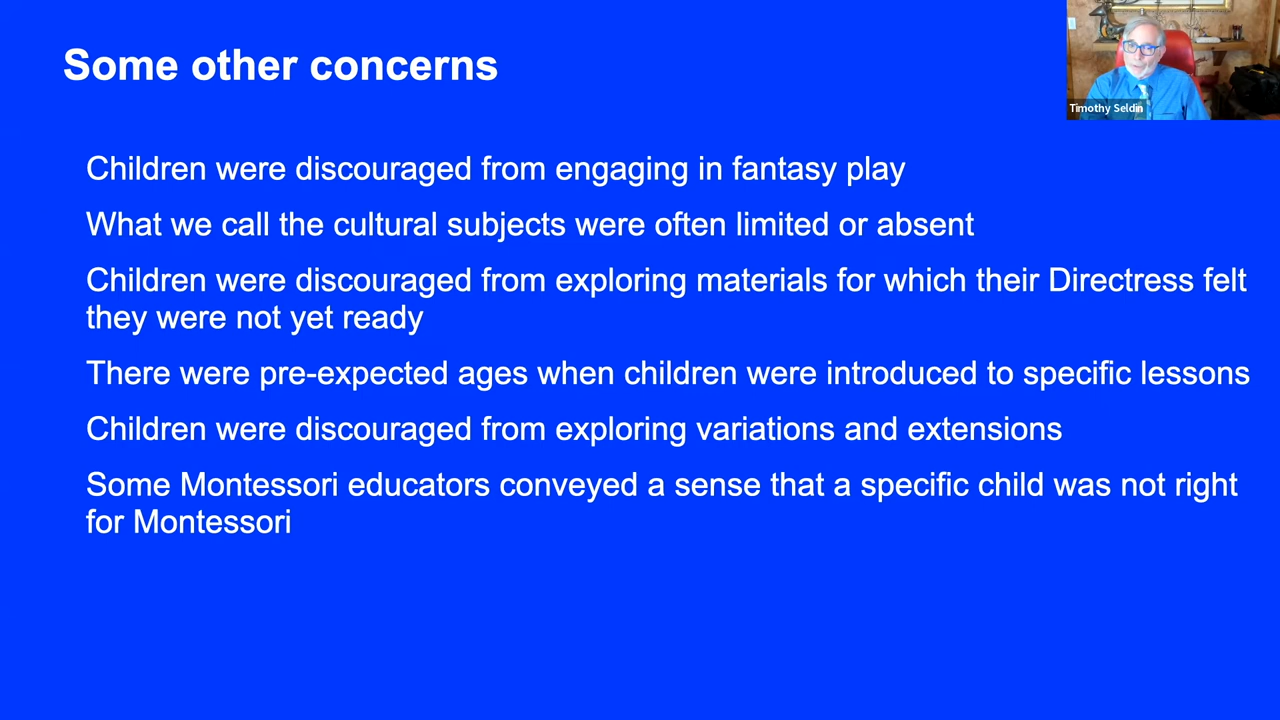 Some other concerns
Timothy Seldin
Children were discouraged from engaging in fantasy play
What we call the cultural subjects were often limited or absent
Children were discouraged from exploring materials for which their Directress felt
they were not yet ready
There were pre-expected ages when children were introduced to specific lessons
Children were discouraged from exploring variations and extensions
Some Montessori educators conveyed a sense that a specific child was not right
for Montessori